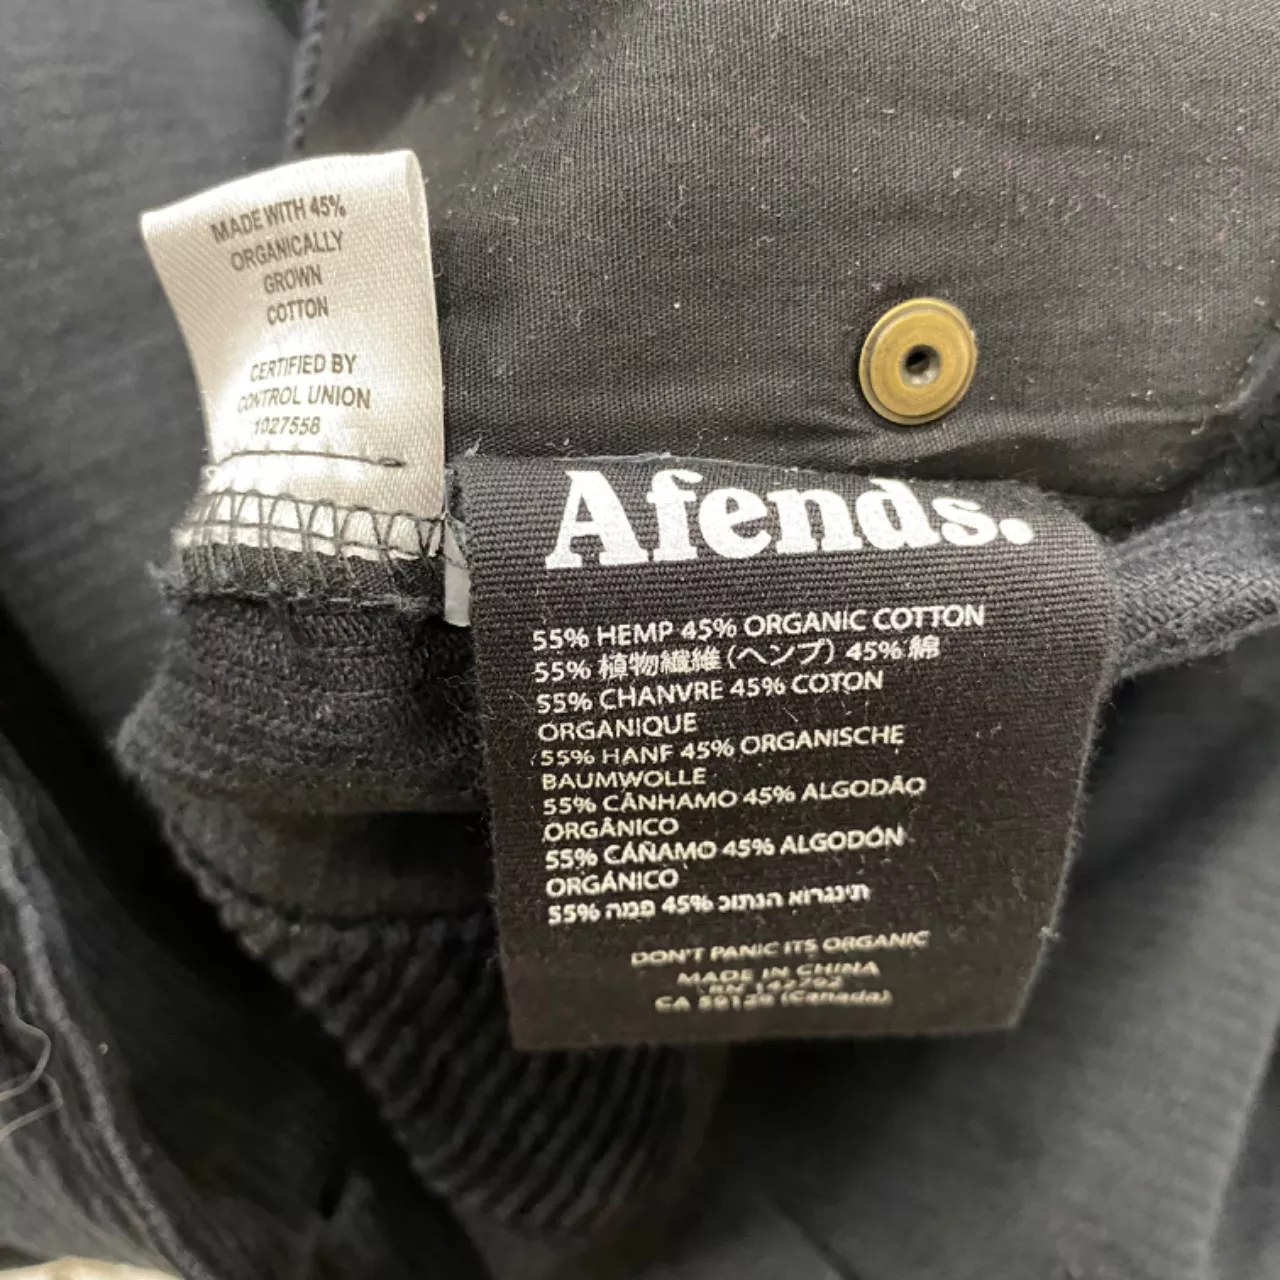 MADE WITH 45%
ORGANICALLY
GROWN
COTTON
CERTIFIED BY
CONTROL UNION
1027558
Afends.
55% HEMP 45% ORGANIC COTTON
55% 植物繊維(ヘンプ) 45% 綿
55% CHANVRE 45% COTON
ORGANIQUE
55% HANF 45% ORGANISCHE
BAUMWOLLE
55% CÂNHAMO 45% ALGODÃO
ORGÂNICO
55% CÁÑAMO 45% ALGODÓN
ORGÁNICO
55% 45%
DON'T PANIC ITS ORGANIC
MADE IN CHINA
RN 142792
CA 59129 (Canada)